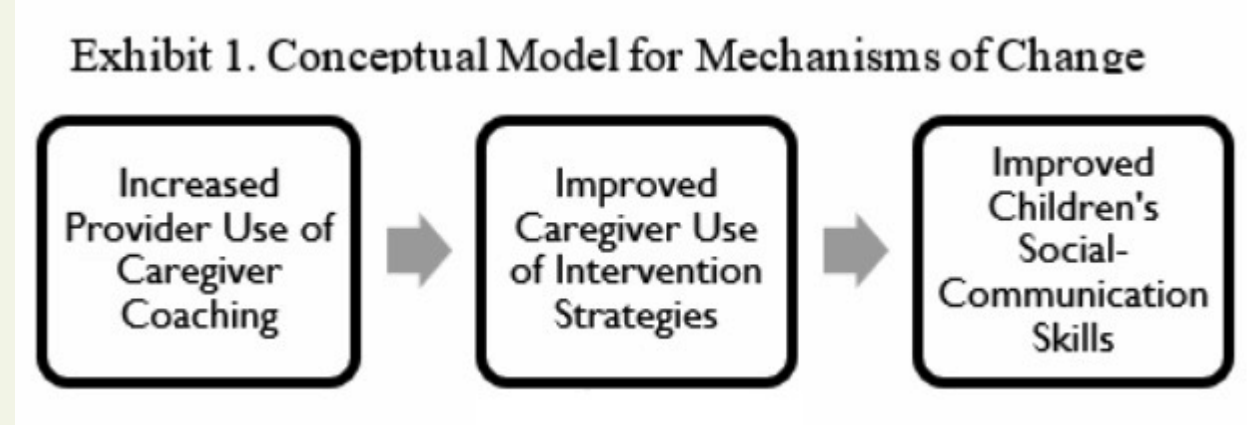 Exhibit 1. Conceptual Model for Mechanisms of Change
Increased
Provider Use of
Caregiver
Coaching
Improved
Caregiver Use
of Intervention
Strategies
Improved
Children's
Social-
Communication
Skills